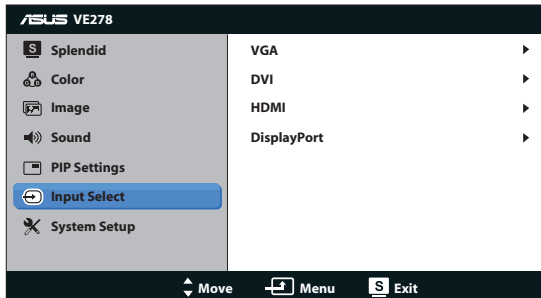 ASUS VE278
S Splendid
Color
Image
Sound
PIP Settings
Input Select
System Setup
VGA
DVI
HDMI
DisplayPort
Move Menu S Exit